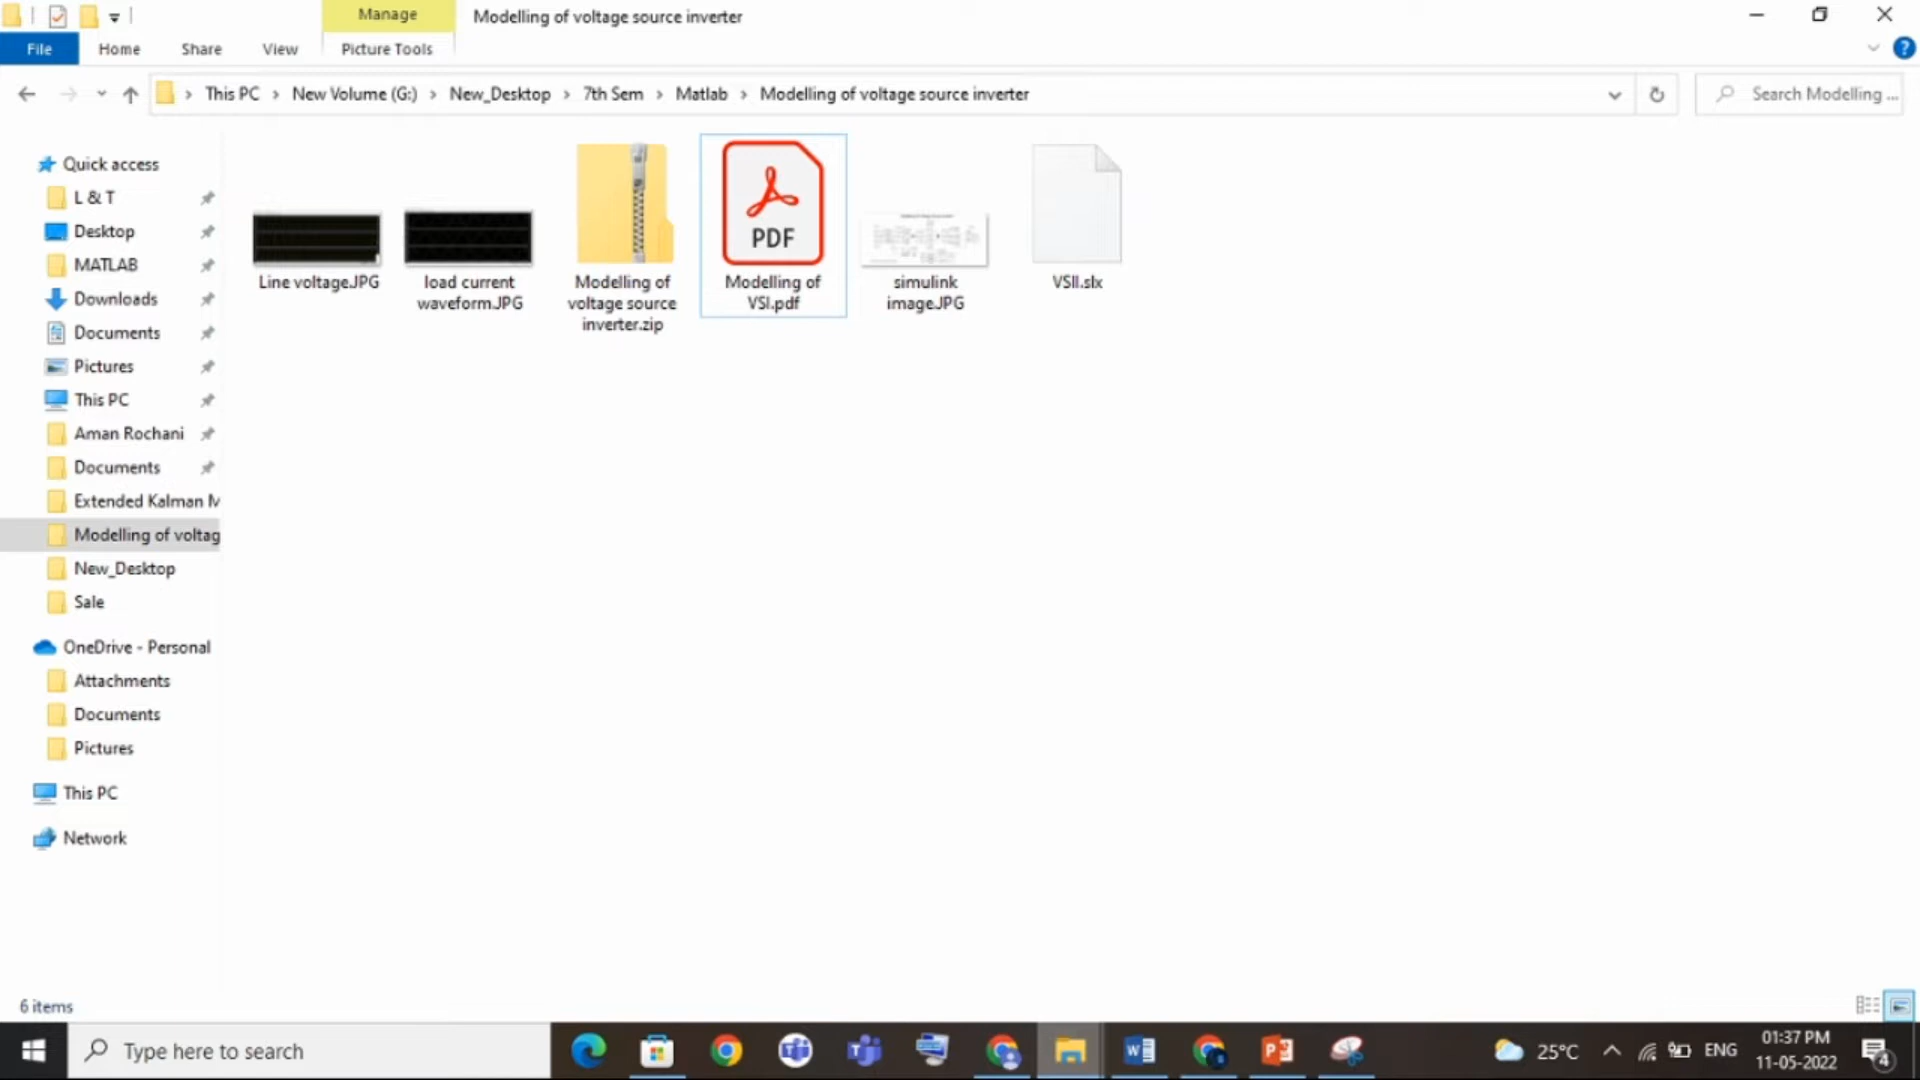 Manage
Modelling of voltage source inverter
File
Home
Share
View
Picture Tools
This PC
New Volume (G:)
New_Desktop
7th Sem
Matlab
Modelling of voltage source inverter
Search Modelling ...
Quick access
L & T
Desktop
MATLAB
Downloads
Documents
Pictures
This PC
Aman Rochani
Documents
Extended Kalman M
Modelling of voltag
New_Desktop
Sale
OneDrive - Personal
Attachments
Documents
Pictures
This PC
Network
Line voltage.JPG
load current
waveform.JPG
Modelling of
voltage source
inverter.zip
PDF
Modelling of
VSI.pdf
simulink
image.JPG
VSII.slx
6 items
Type here to search
25°C
ENG
01:37 PM
11-05-2022
4